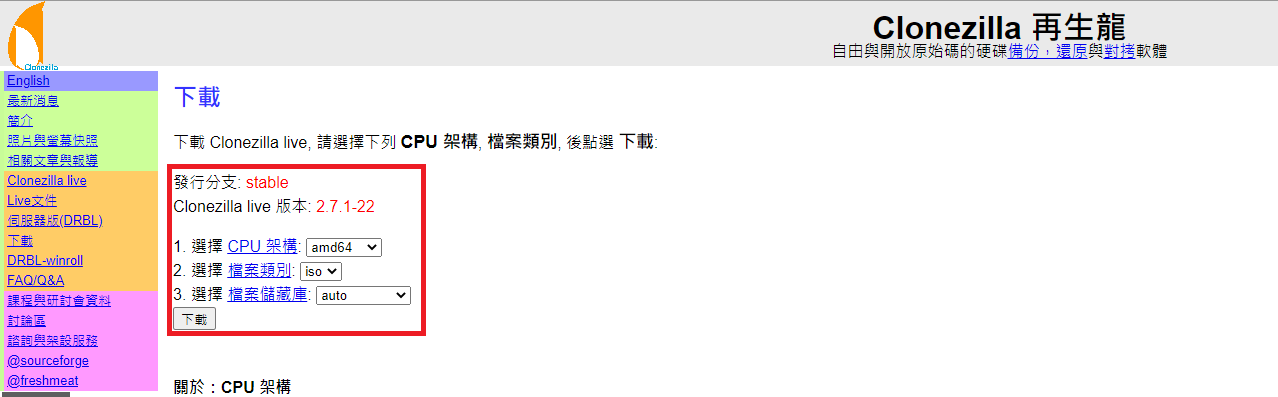 Clonezilla
Clonezilla 再生龍
自由與開放原始碼的硬碟備份，還原與對拷軟體
English
最新消息
簡介
照片與螢幕快照
相關文章與報導
Clonezilla live
Live文件
伺服器版(DRBL)
下載
DRBL-winroll
FAQ/Q&A
課程與研討會資料
討論區
諮詢與架設服務
@sourceforge
@freshmeat
下載
下載 Clonezilla live, 請選擇下列 CPU 架構, 檔案類別, 後點選 下載:
發行分支: stable
Clonezilla live 版本: 2.7.1-22
1. 選擇 CPU 架構: amd64
2. 選擇 檔案類別: iso
3. 選擇 檔案儲藏庫: auto
下載
關於：CPU 架構